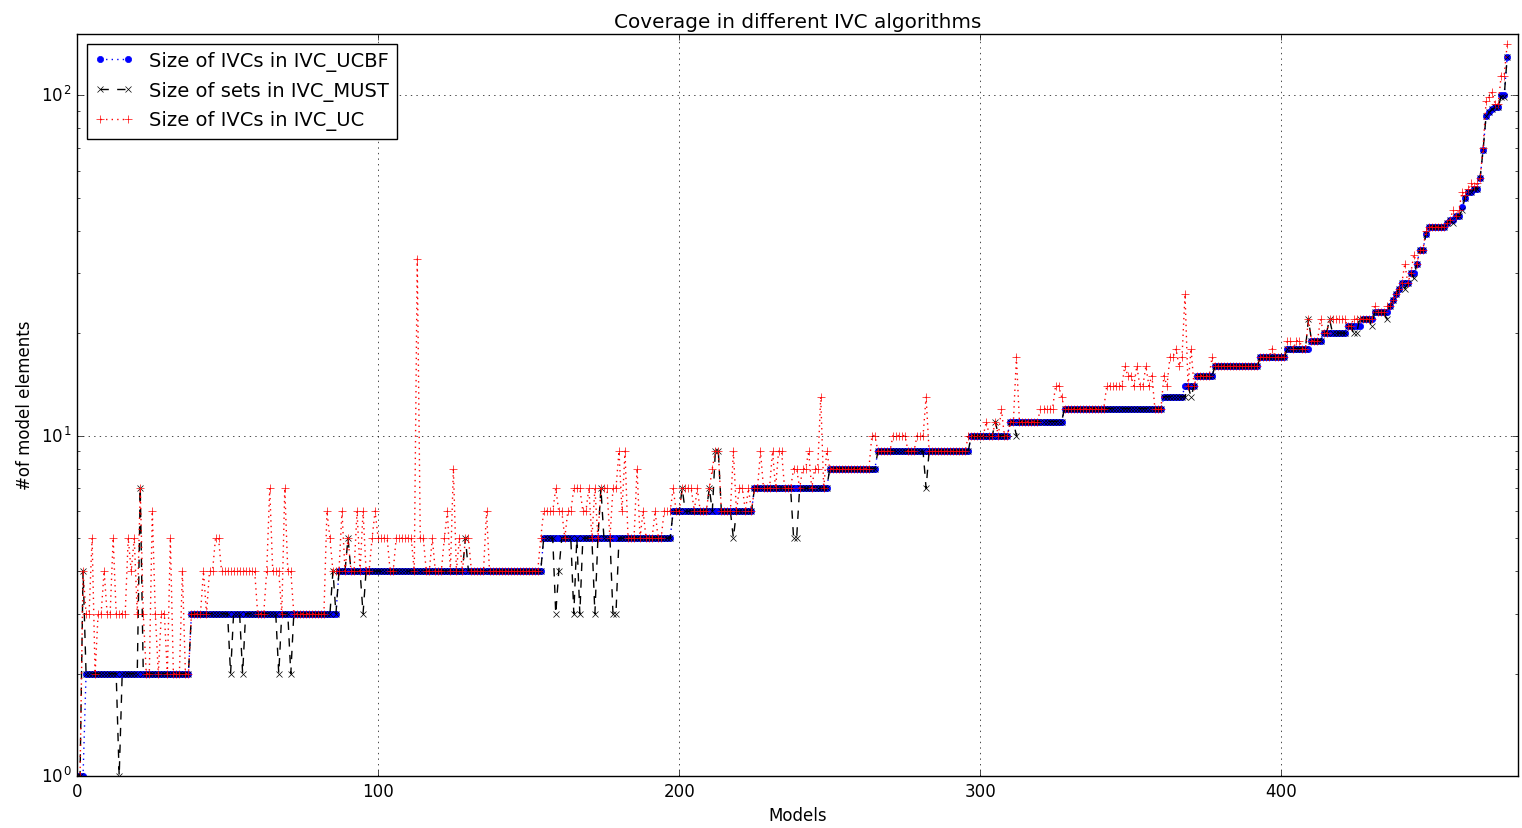 Coverage in different IVC algorithms
Size of IVCs in IVC_UCBF
Size of sets in IVC_MUST
Size of IVCs in IVC_UC
10²
10¹
10⁰
# of model elements
0 100 200 300 400
Models